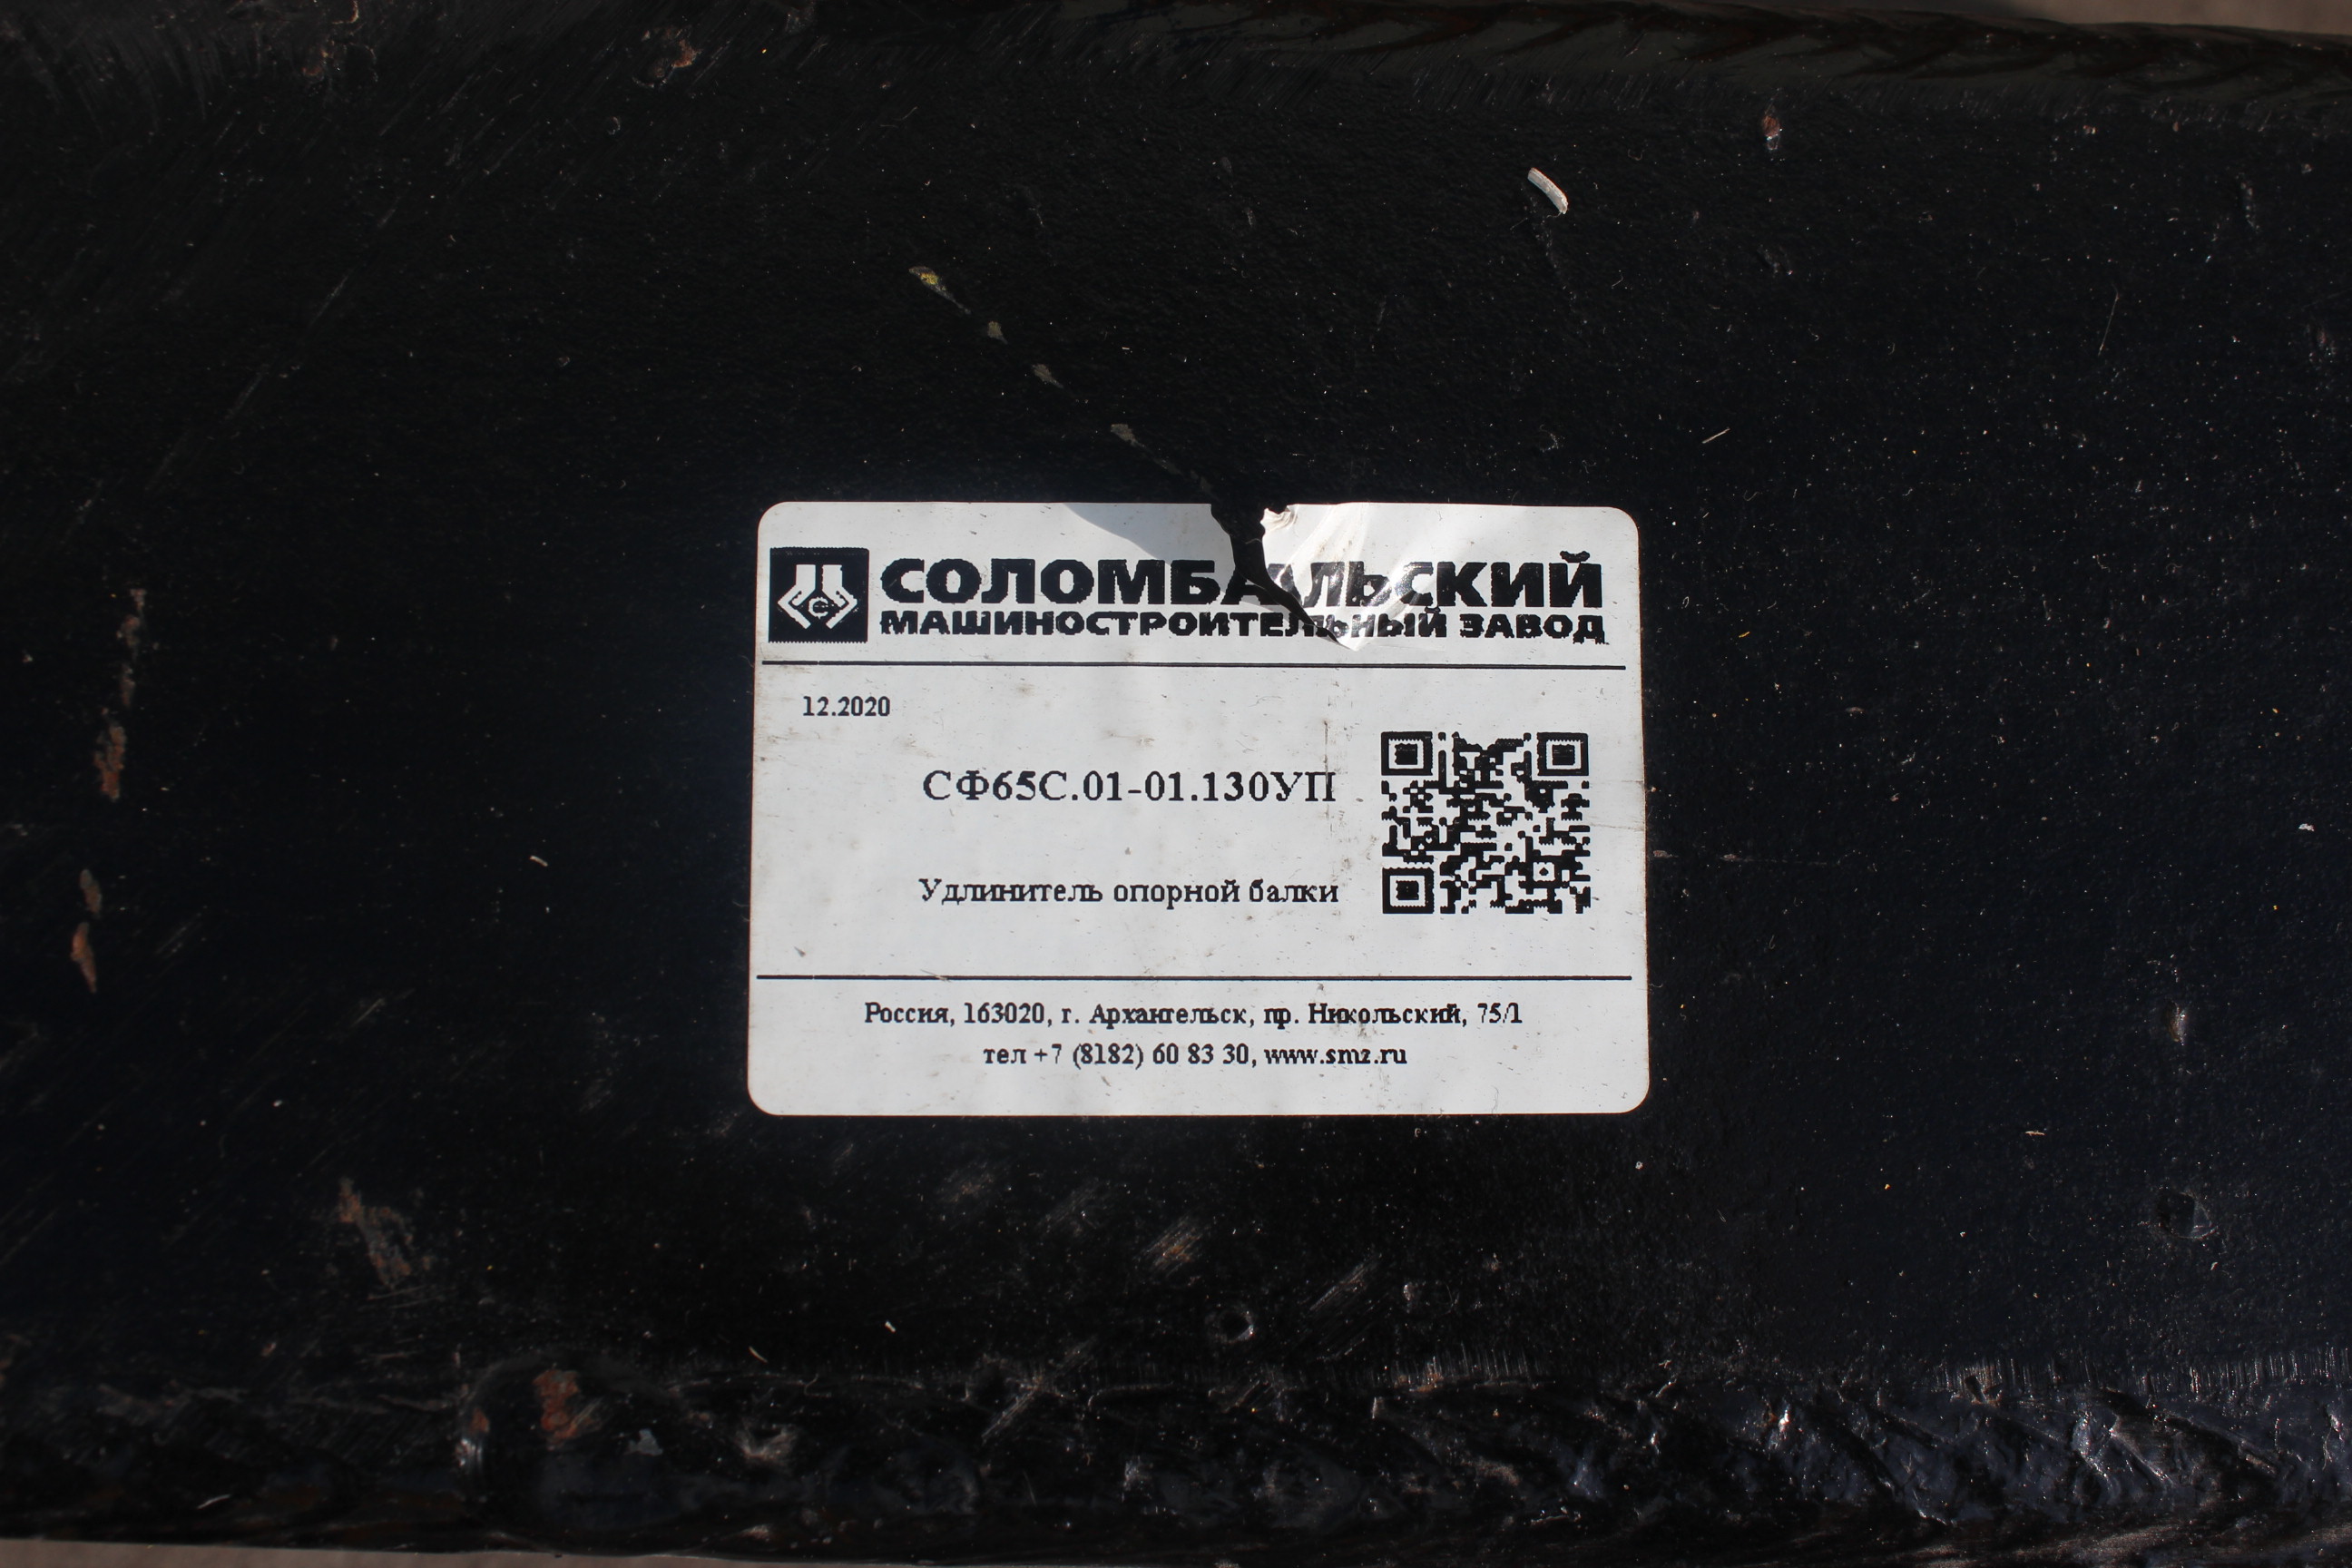 СОЛОМБАЛЬСКИЙ
МАШИНОСТРОИТЕЛЬНЫЙ ЗАВОД
12.2020
СФ65С.01-01.130УП
Удлинитель опорной балки
Россия, 163020, г. Архангельск, пр. Никольский, 75/1
тел +7 (8182) 60 83 30, www.smz.ru